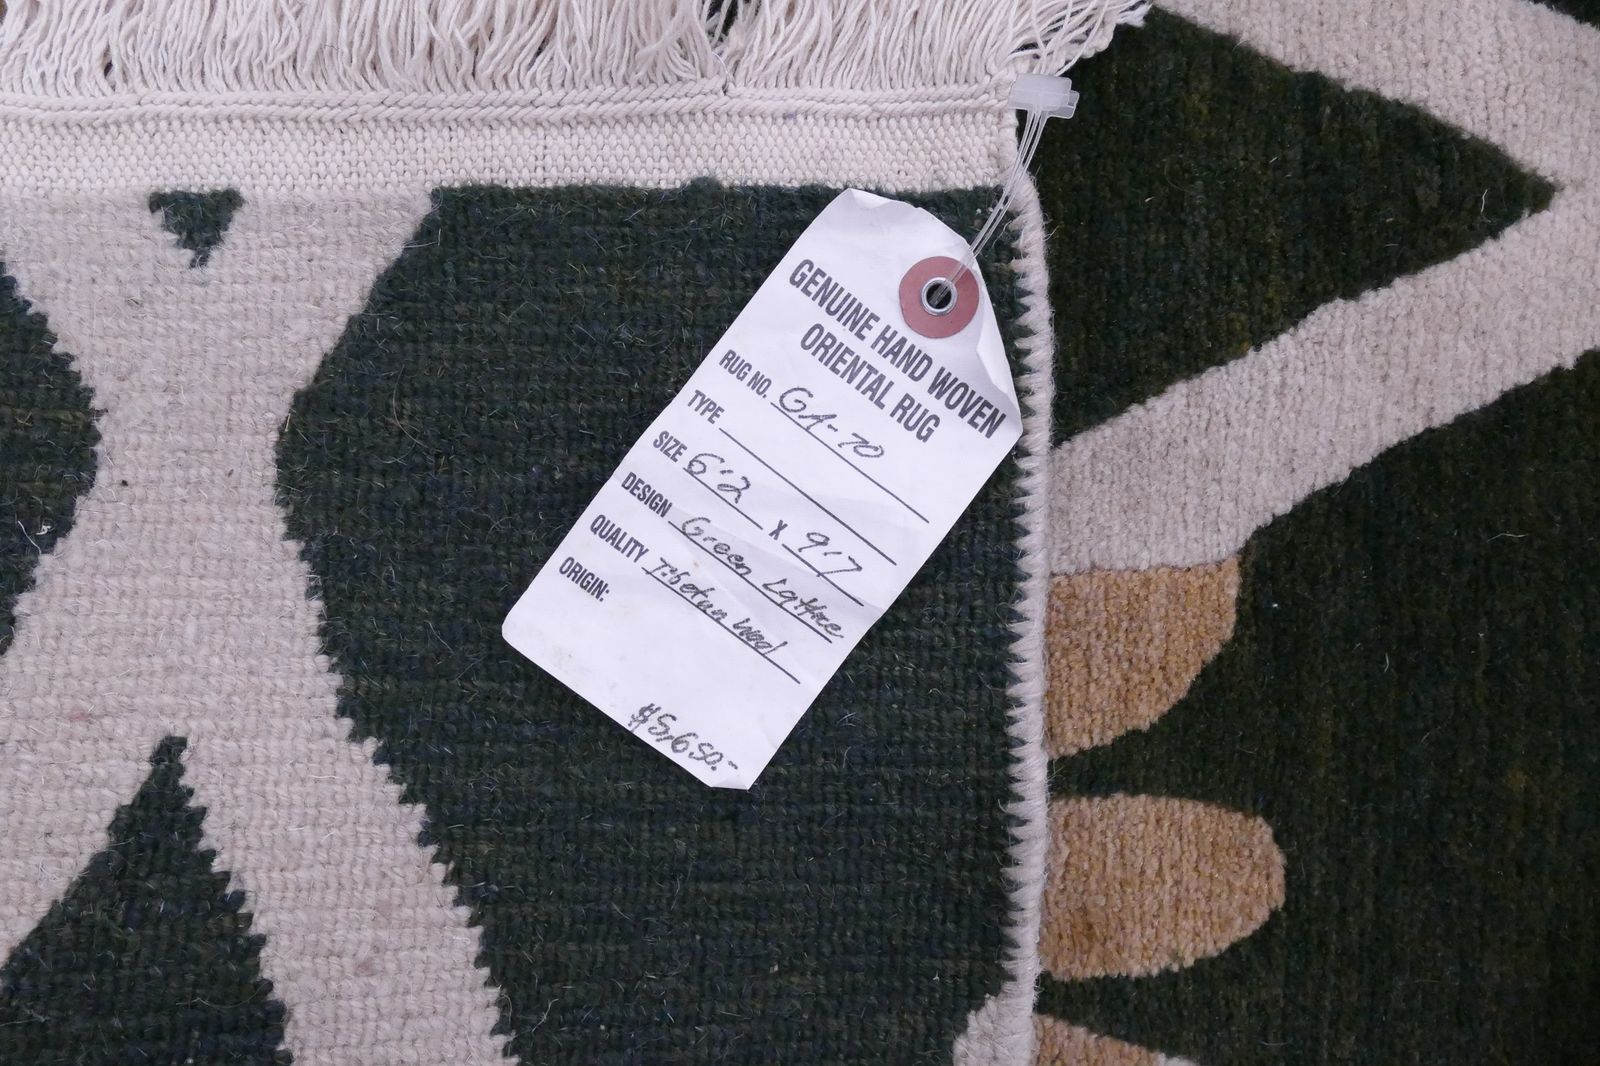 GENUINE HAND WOVEN
ORIENTAL RUG
RUG NO. GA-70
TYPE
SIZE 6'2 X 9'7
DESIGN Green Lattice
QUALITY Tibetan Wool
ORIGIN:
$5,650.-